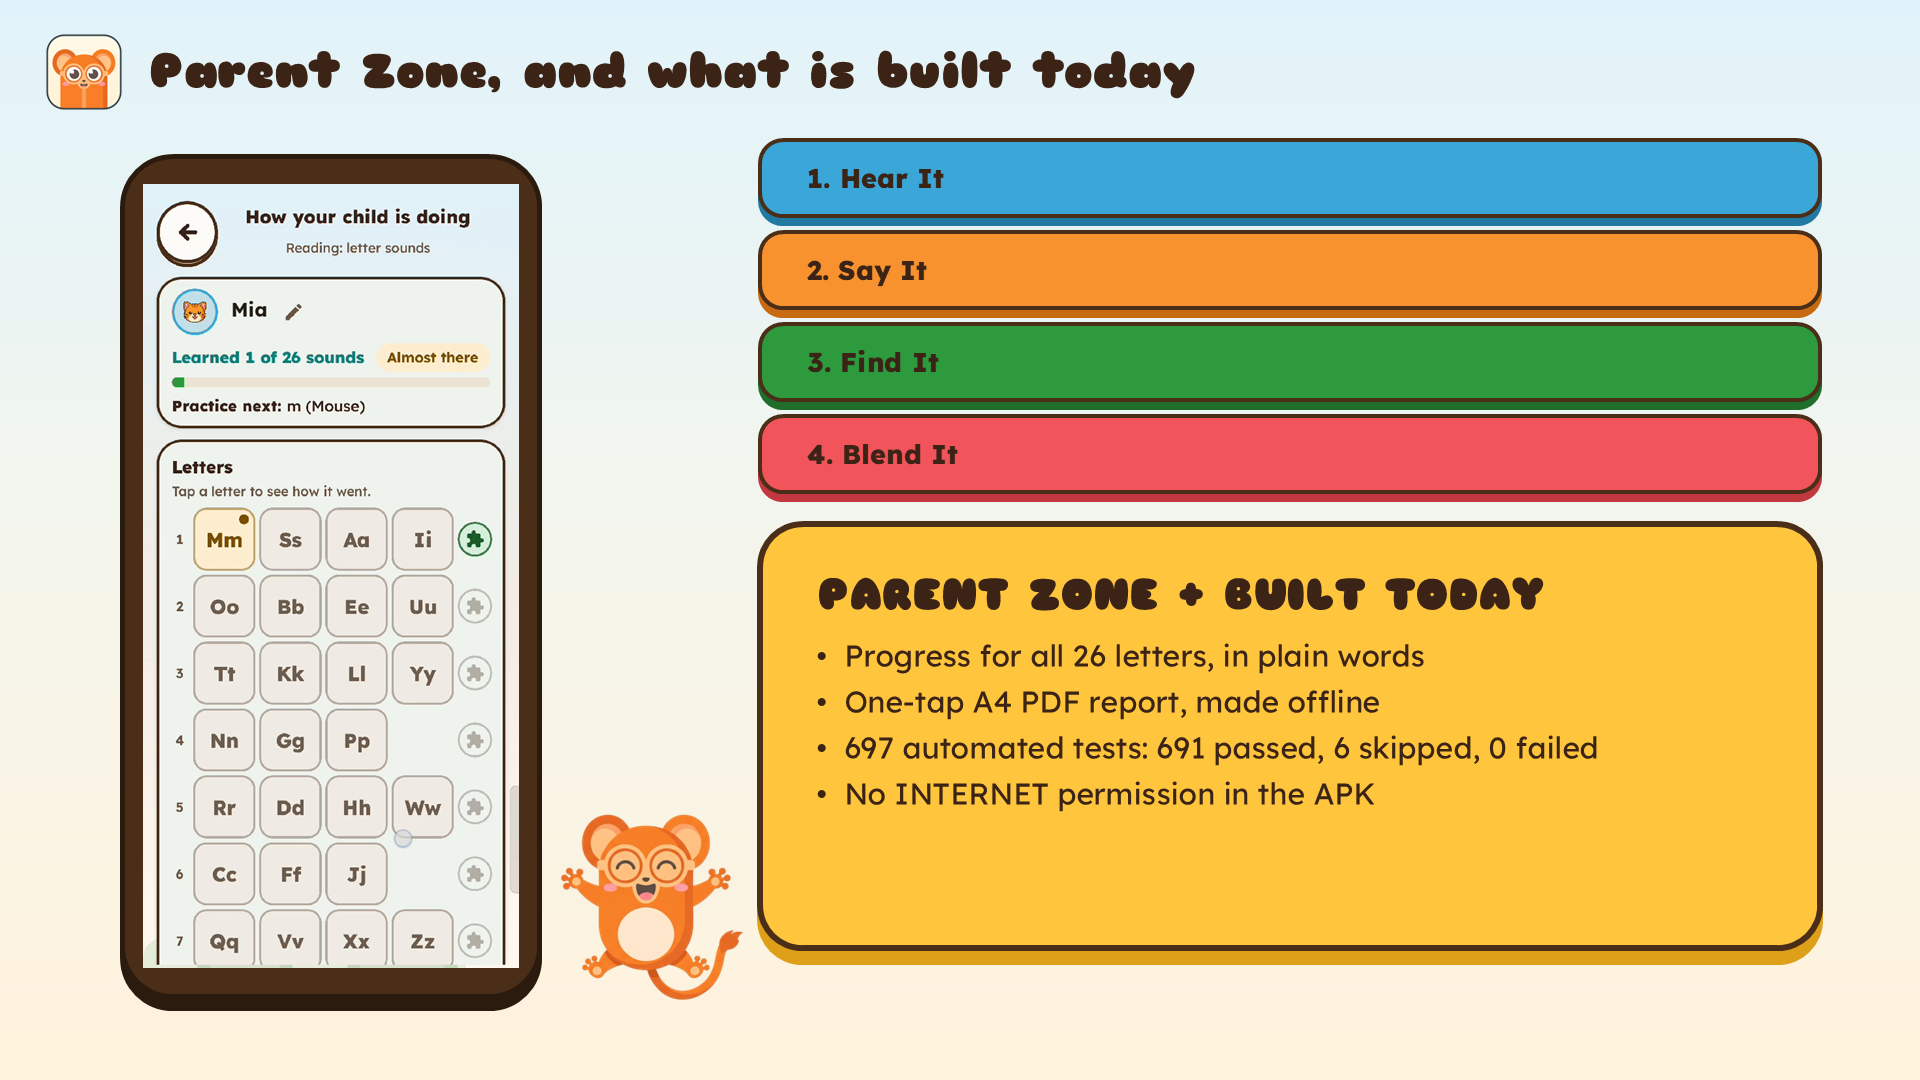 Parent Zone, and what is built today
How your child is doing
Reading: letter sounds
Mia
Learned 1 of 26 sounds
Almost there
Practice next: m (Mouse)
Letters
Tap a letter to see how it went.
1 Mm Ss Aa Ii
2 Oo Bb Ee Uu
3 Tt Kk Ll Yy
4 Nn Gg Pp
5 Rr Dd Hh Ww
6 Cc Ff Jj
7 Qq Vv Xx Zz
1. Hear It
2. Say It
3. Find It
4. Blend It
PARENT ZONE + BUILT TODAY
• Progress for all 26 letters, in plain words
• One-tap A4 PDF report, made offline
• 697 automated tests: 691 passed, 6 skipped, 0 failed
• No INTERNET permission in the APK